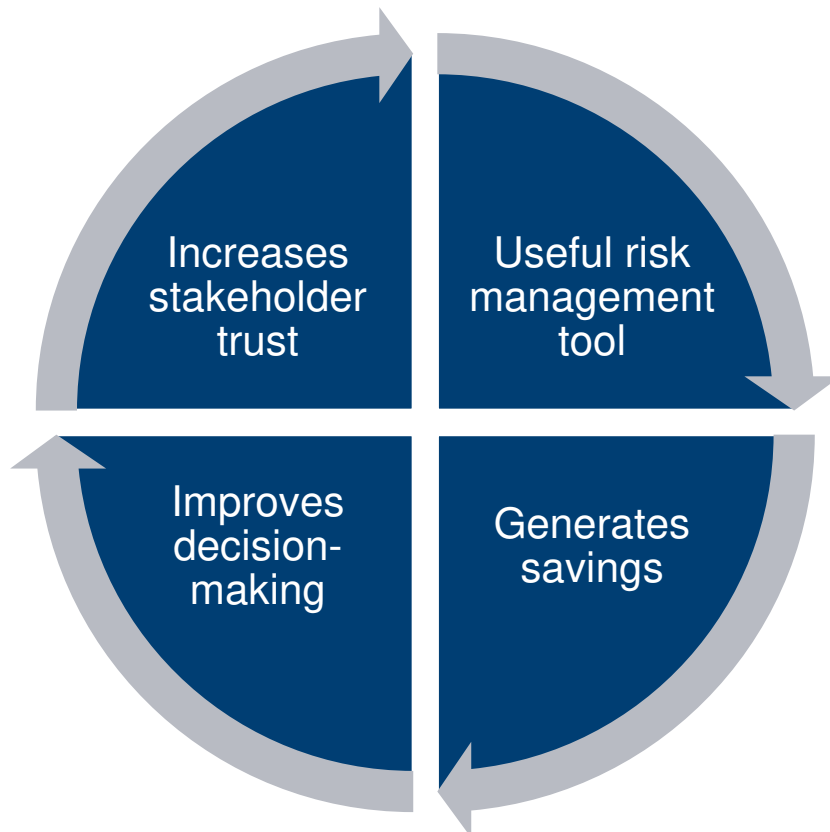 Increases
stakeholder
trust
Useful risk
management
tool
Improves
decision-
making
Generates
savings